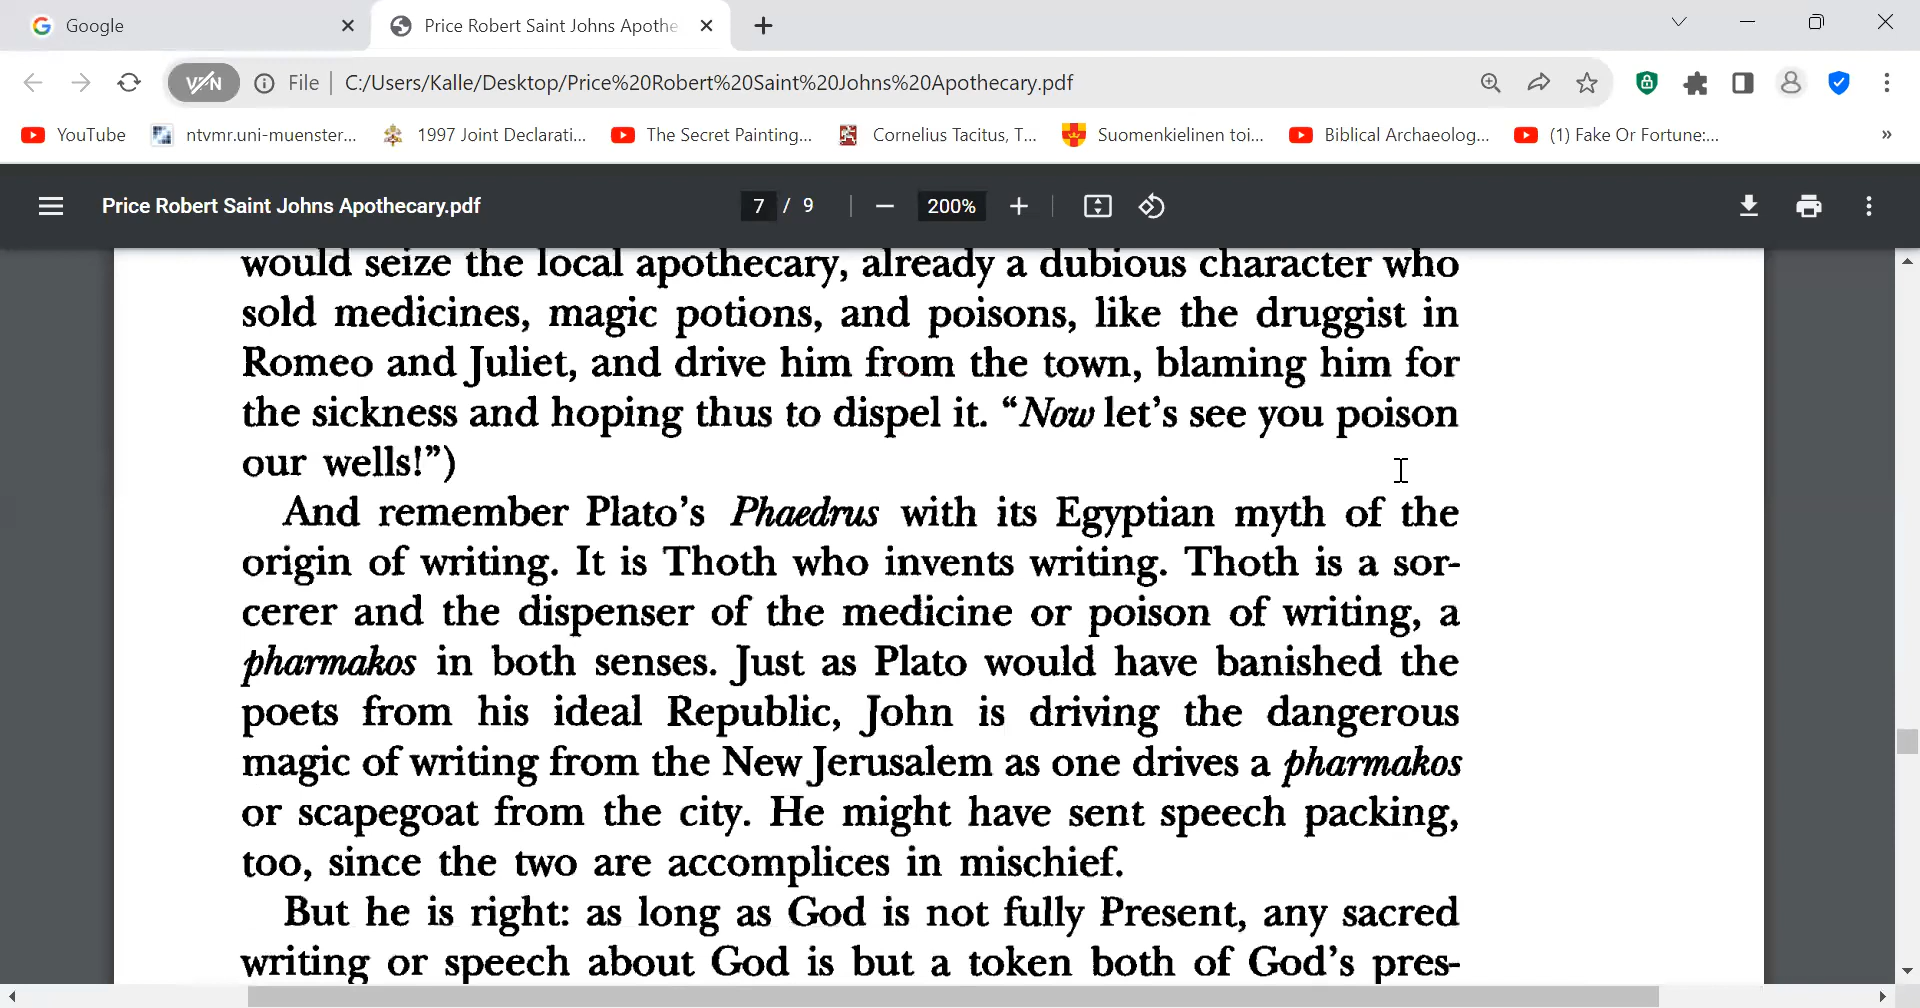 Google
Price Robert Saint Johns Apothe
VPN
File
C:/Users/Kalle/Desktop/Price%20Robert%20Saint%20Johns%20Apothecary.pdf
YouTube
ntvmr.uni-muenster...
1997 Joint Declarati...
The Secret Painting...
Cornelius Tacitus, T...
Suomenkielinen toi...
Biblical Archaeolog...
(1) Fake Or Fortune:...
»
Price Robert Saint Johns Apothecary.pdf
7 / 9
200%
would seize the local apothecary, already a dubious character who
sold medicines, magic potions, and poisons, like the druggist in
Romeo and Juliet, and drive him from the town, blaming him for
the sickness and hoping thus to dispel it. “Now let’s see you poison
our wells!”)
And remember Plato’s Phaedrus with its Egyptian myth of the
origin of writing. It is Thoth who invents writing. Thoth is a sor-
cerer and the dispenser of the medicine or poison of writing, a
pharmakos in both senses. Just as Plato would have banished the
poets from his ideal Republic, John is driving the dangerous
magic of writing from the New Jerusalem as one drives a pharmakos
or scapegoat from the city. He might have sent speech packing,
too, since the two are accomplices in mischief.
But he is right: as long as God is not fully Present, any sacred
writing or speech about God is but a token both of God’s pres-